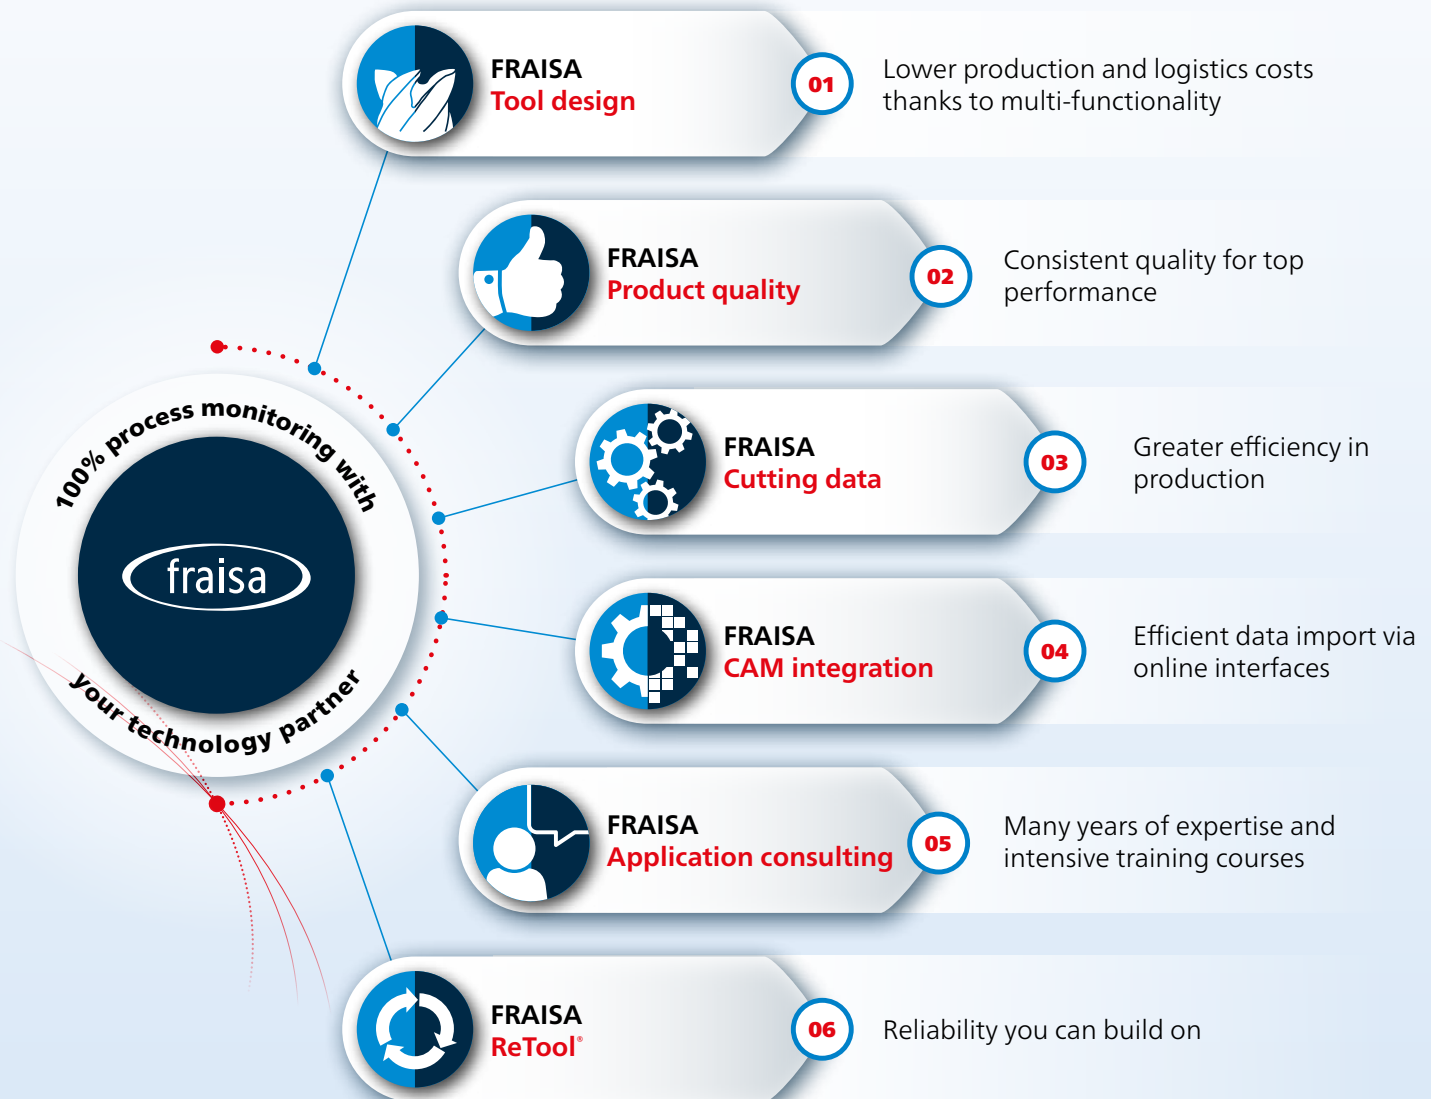 FRAISA
Tool design
01
Lower production and logistics costs
thanks to multi-functionality
FRAISA
Product quality
02
Consistent quality for top
performance
100% process monitoring with
fraisa
your technology partner
FRAISA
Cutting data
03
Greater efficiency in
production
FRAISA
CAM integration
04
Efficient data import via
online interfaces
FRAISA
Application consulting
05
Many years of expertise and
intensive training courses
FRAISA
ReTool®
06
Reliability you can build on